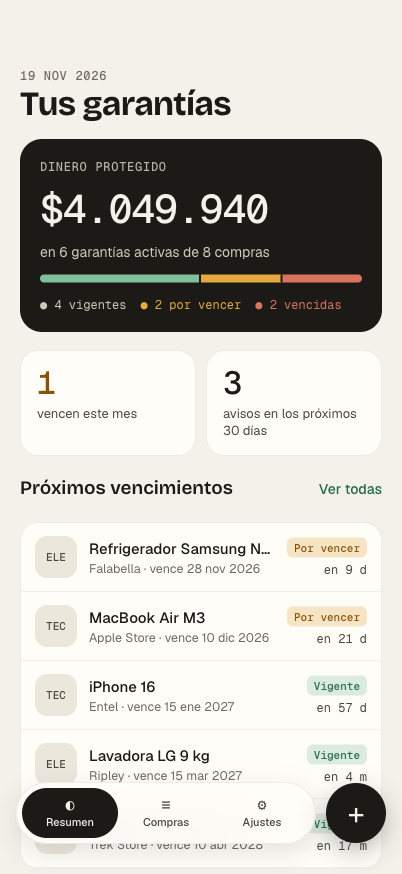 19 NOV 2026
Tus garantías
DINERO PROTEGIDO
$4.049.940
en 6 garantías activas de 8 compras
● 4 vigentes ● 2 por vencer ● 2 vencidas
1
vencen este mes
3
avisos en los próximos
30 días
Próximos vencimientos
Ver todas
ELE
Refrigerador Samsung N…
Falabella · vence 28 nov 2026
Por vencer
en 9 d
TEC
MacBook Air M3
Apple Store · vence 10 dic 2026
Por vencer
en 21 d
TEC
iPhone 16
Entel · vence 15 ene 2027
Vigente
en 57 d
ELE
Lavadora LG 9 kg
Ripley · vence 15 mar 2027
en 4 m
Trek Store · vence 10 abr 2028
en 17 m
Resumen
Compras
Ajustes
+